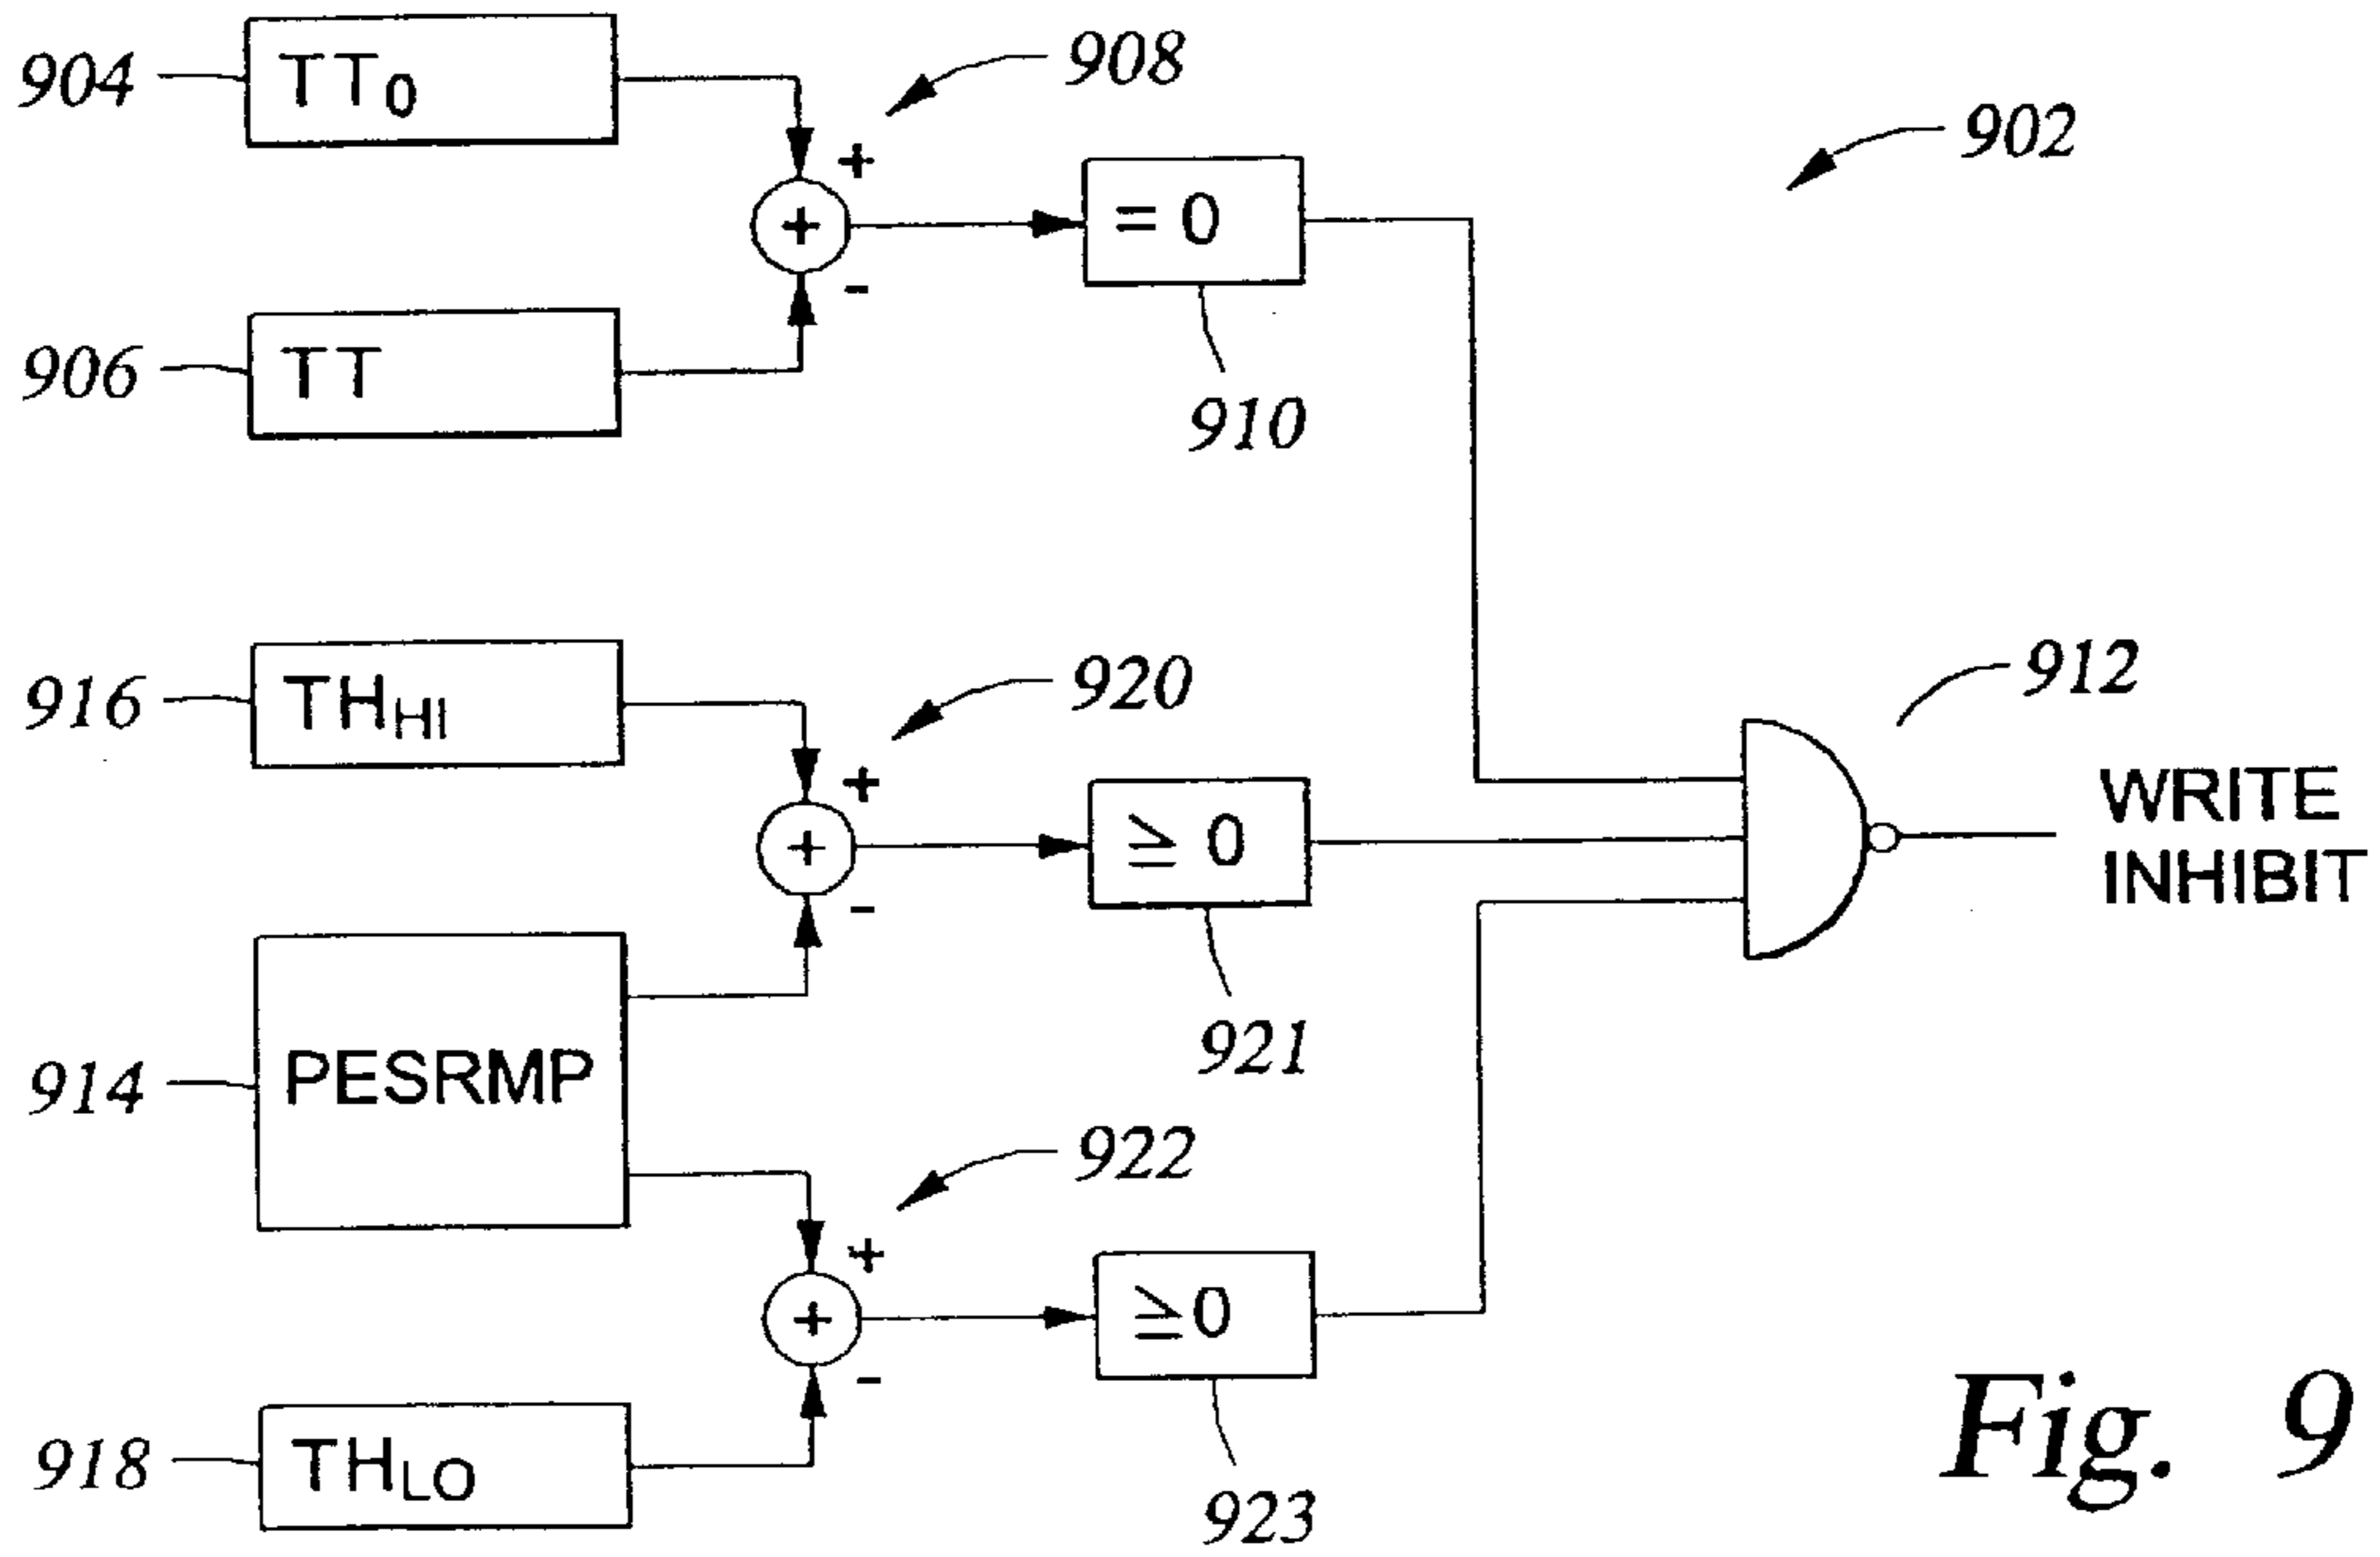 904 TT0 908
902
+
+ = 0
-
906 TT
910
916 THHI 920
912
+
+ ≥ 0
-
WRITE
INHIBIT
921
914 PESRMP
922
+
+ ≥0
-
918 THLO
923
Fig. 9